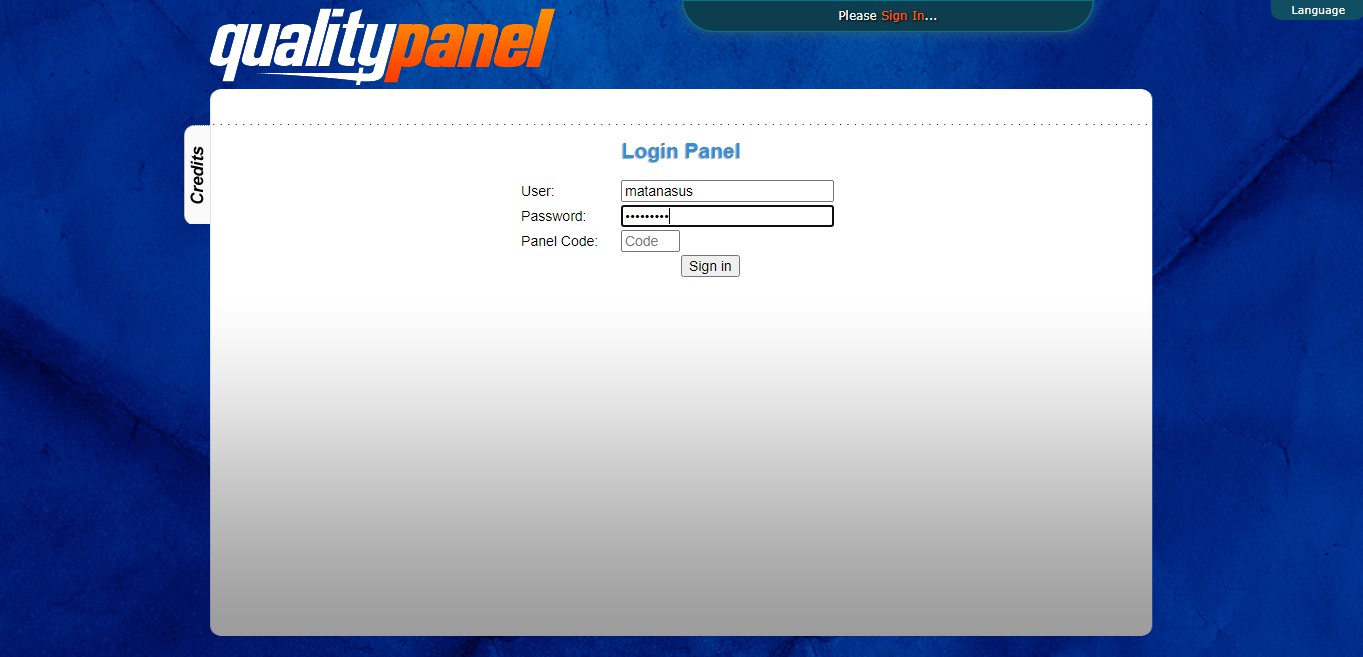 qualitypanel
Please Sign In...
Language
Credits
Login Panel
User: matanasus
Password: •••••••••
Panel Code: Code
Sign in